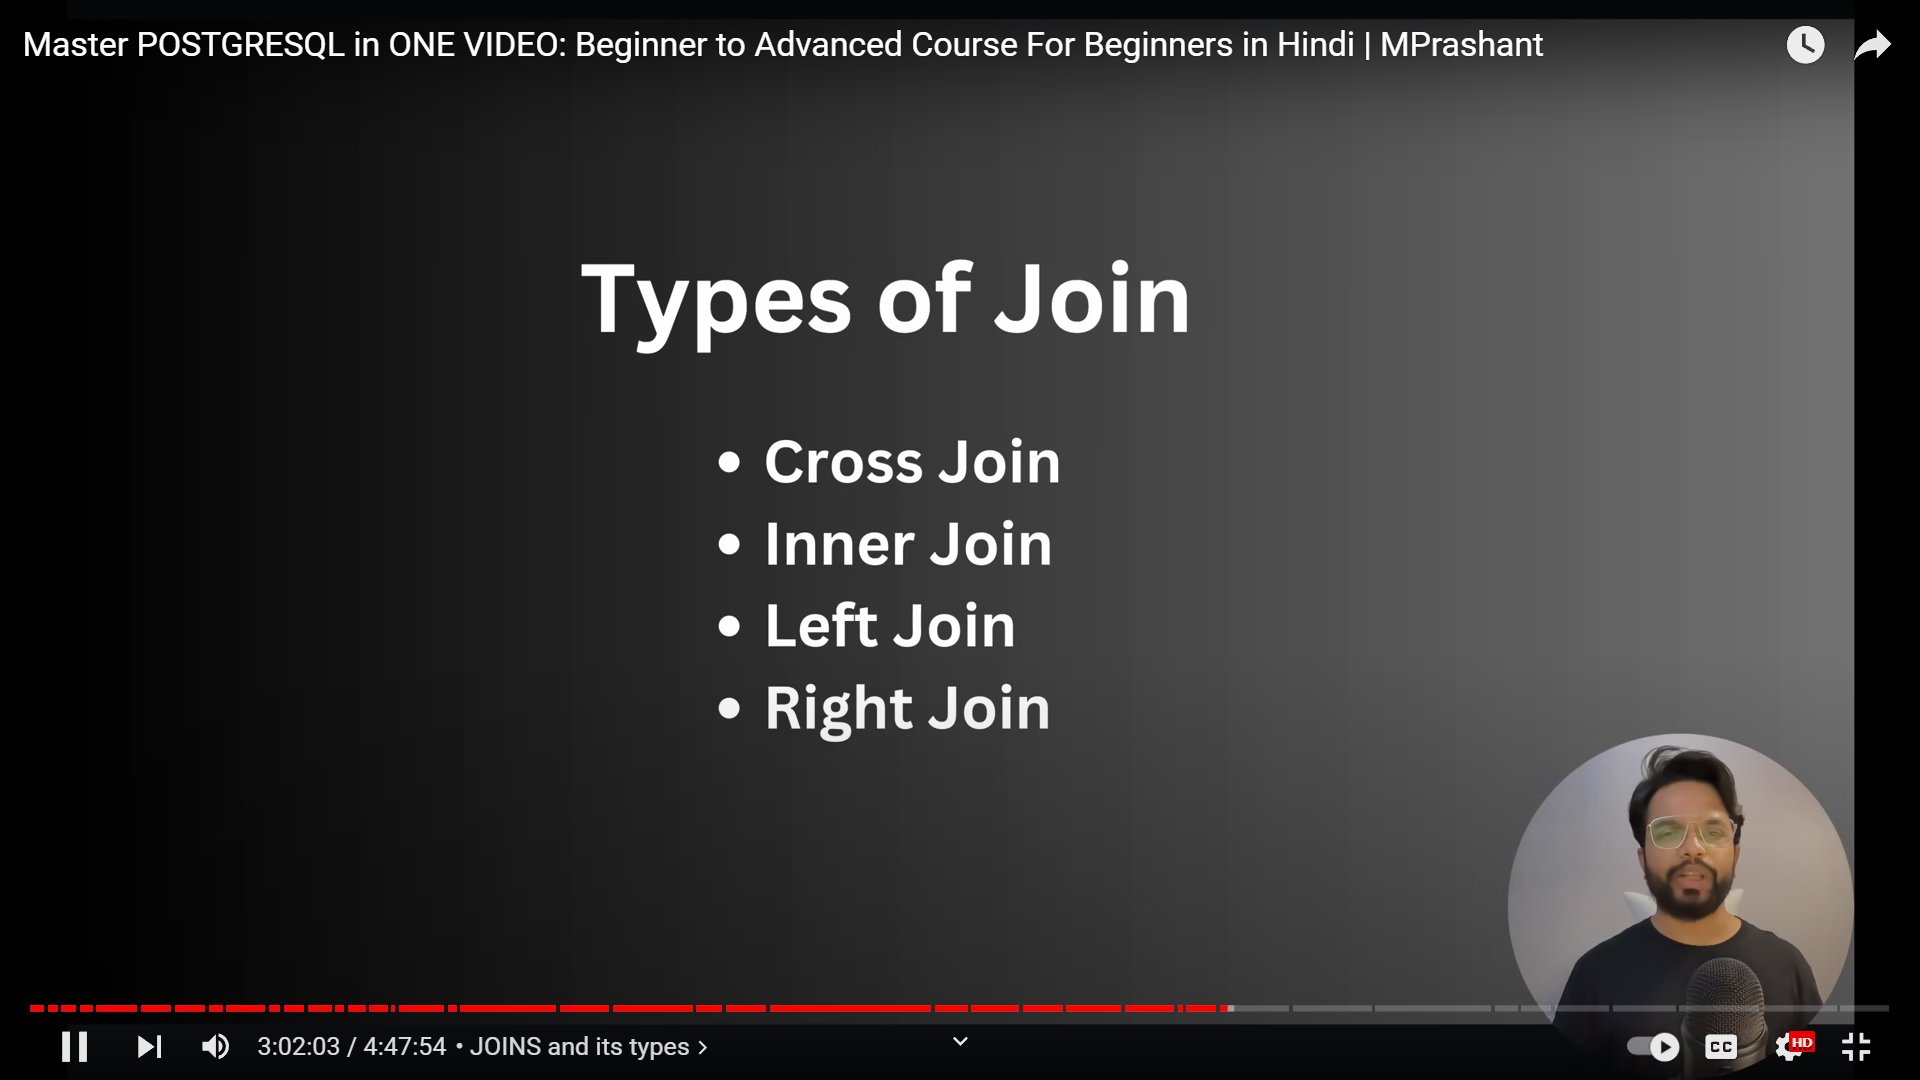 Master POSTGRESQL in ONE VIDEO: Beginner to Advanced Course For Beginners in Hindi | MPrashant
Types of Join
• Cross Join
• Inner Join
• Left Join
• Right Join
3:02:03 / 4:47:54 • JOINS and its types
CC
HD